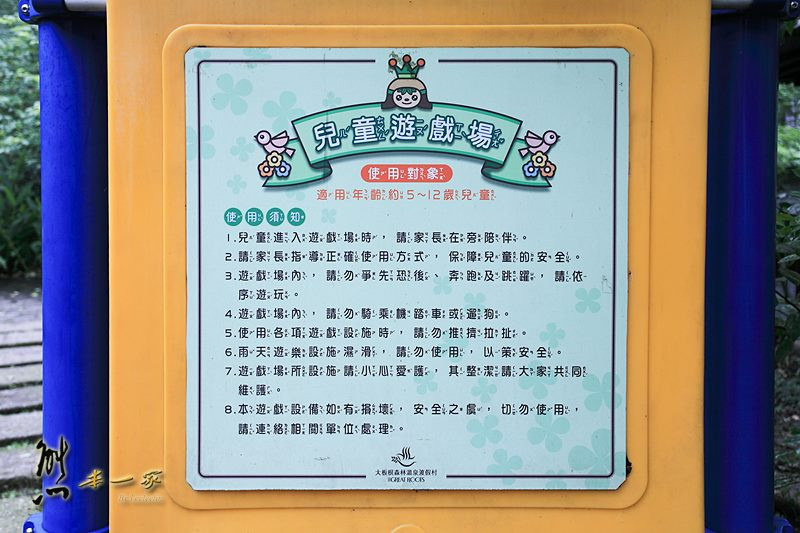 兒童遊戲場
使用對象
適用年齡約5～12歲兒童
使用須知
1.兒童進入遊戲場時，請家長在旁陪伴。
2.請家長指導正確使用方式，保障兒童的安全。
3.遊戲場內，請勿爭先恐後、奔跑及跳躍，請依
序遊玩。
4.遊戲場內，請勿騎乘機踏車或遛狗。
5.使用各項遊戲設施時，請勿推擠拉扯。
6.雨天遊樂設施濕滑，請勿使用，以策安全。
7.遊戲場所設施請小心愛護，其整潔請大家共同
維護。
8.本遊戲設備如有損壞，安全之虞，切勿使用，
請連絡相關單位處理。
大板根森林溫泉渡假村
THE GREAT ROOTS
熊
本一家